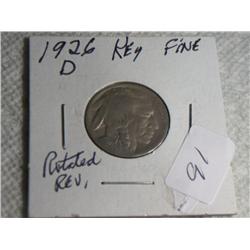 1926 Key FINE
D
Rotated
REV,
91